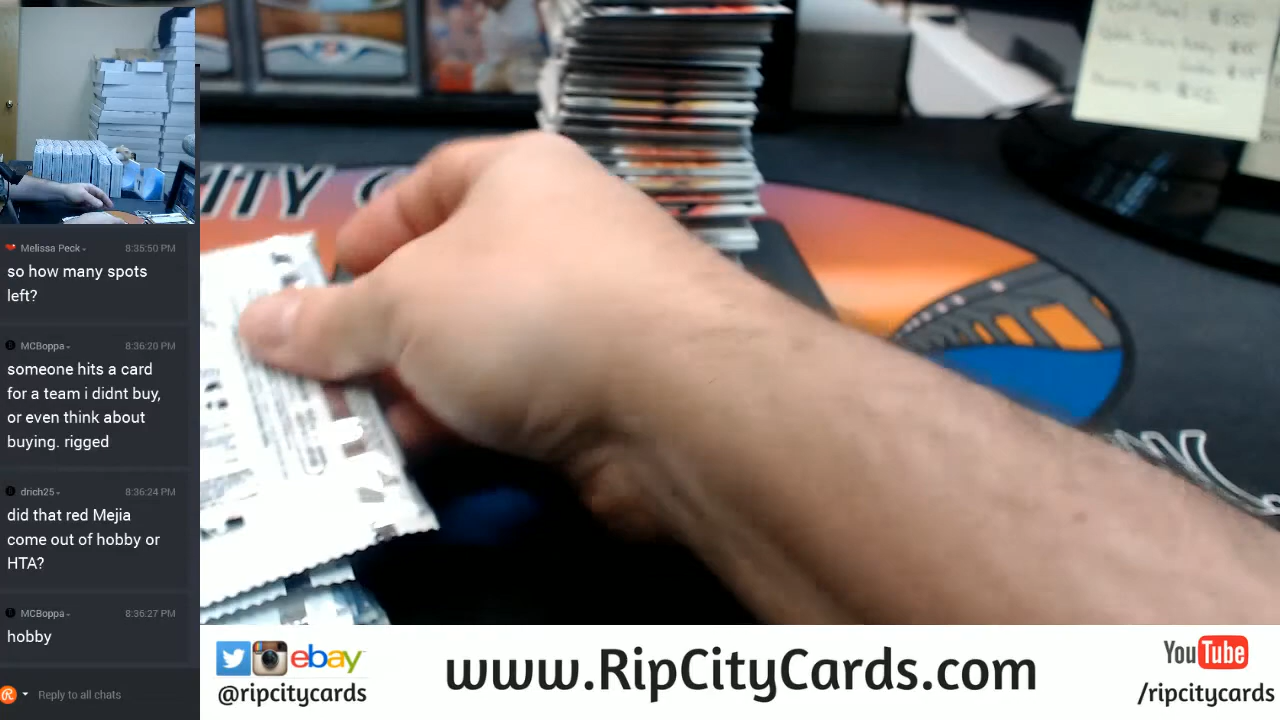 Melissa Peck 8:35:50 PM
so how many spots
left?
MCBoppa 8:36:20 PM
someone hits a card
for a team i didnt buy,
or even think about
buying. rigged
drich25 8:36:24 PM
did that red Mejia
come out of hobby or
HTA?
MCBoppa 8:36:27 PM
hobby
Reply to all chats
CITY
ebay
@ripcitycards
www.RipCityCards.com
YouTube
/ripcitycards